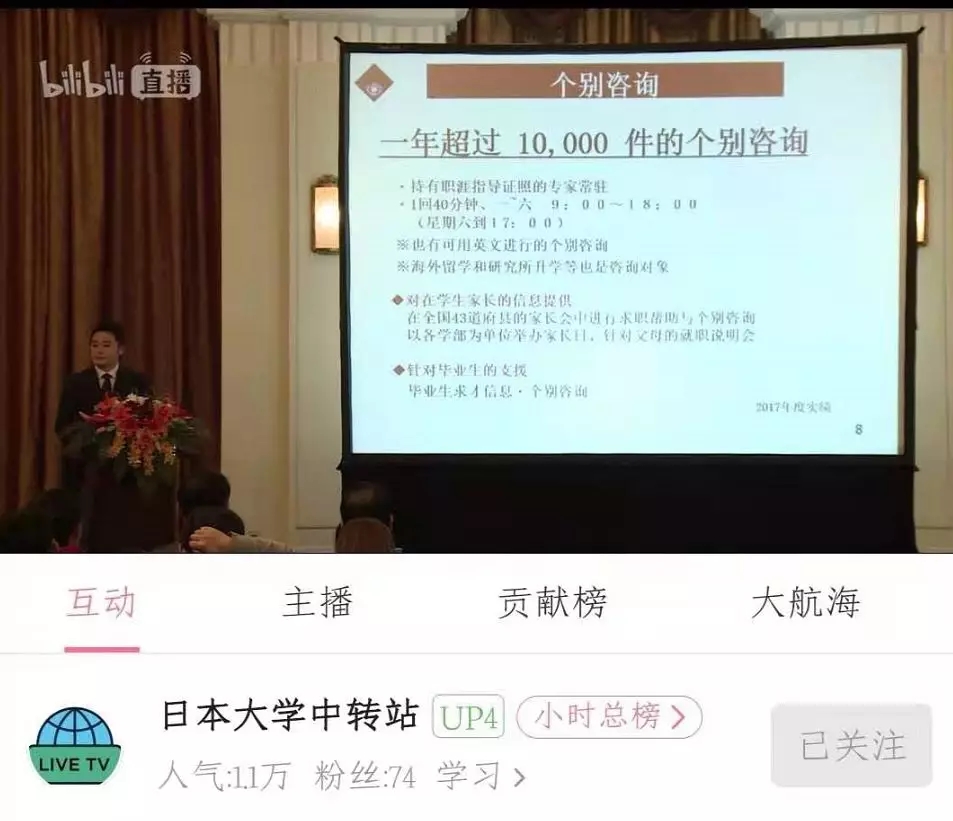 bilibili 直播
个别咨询
一年超过 10,000 件的个别咨询
·持有职涯指导证照的专家常驻
·1回40分钟、一~六 9：00～18：00
（星期六到17：00）
※也有可用英文进行的个别咨询
※海外留学和研究所升学等也是咨询对象
◆对在学生家长的信息提供
在全国43道府县的家长会中进行求职帮助与个别咨询
以各学部为单位举办家长日，针对父母的就职说明会
◆针对毕业生的支援
毕业生求才信息·个别咨询
2017年度实绩
8
互动 主播 贡献榜 大航海
LIVE TV
日本大学中转站 UP4 小时总榜 >
已关注
人气:1.1万 粉丝:74 学习 >